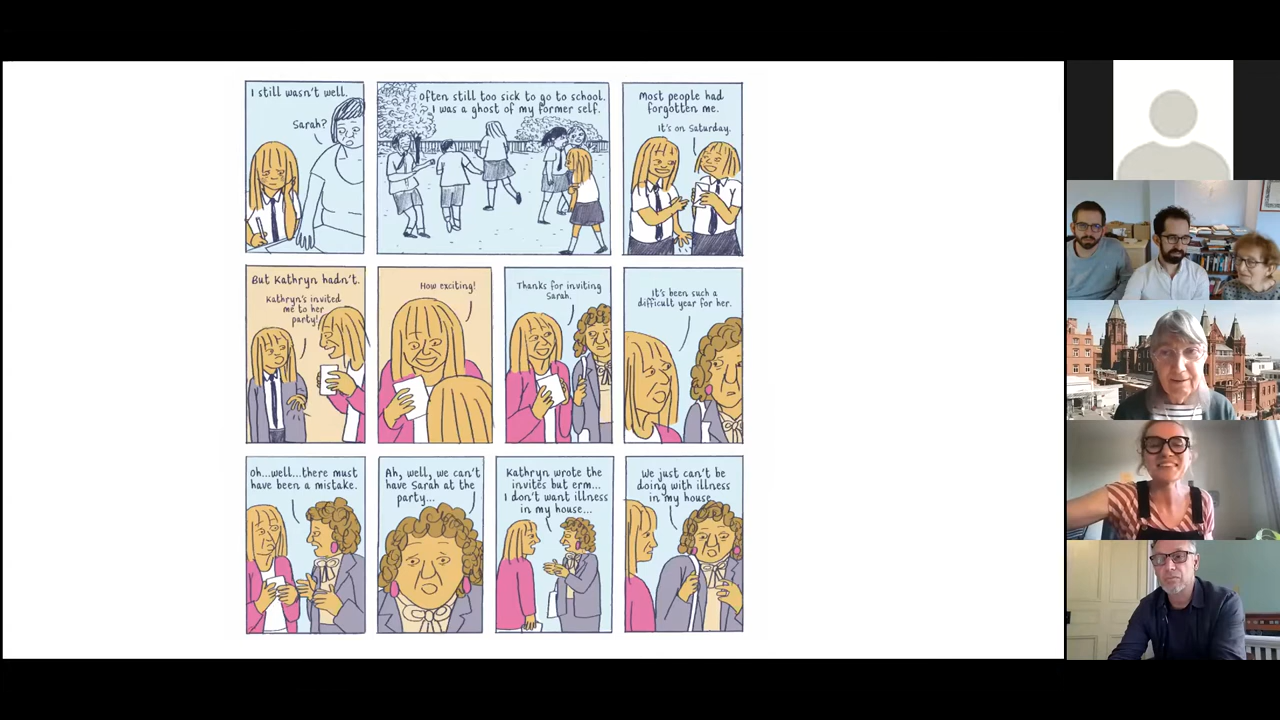 I still wasn't well.
Sarah?
Often still too sick to go to school.
I was a ghost of my former self.
Most people had
forgotten me.
It's on Saturday.
But Kathryn hadn't.
Kathryn's invited
me to her
party!
How exciting!
Thanks for inviting
Sarah.
It's been such a
difficult year for her.
Oh...well...there must
have been a mistake.
Ah, well, we can't
have Sarah at the
party...
Kathryn wrote the
invites but erm...
I don't want illness
in my house...
We just can't be
doing with illness
in my house.